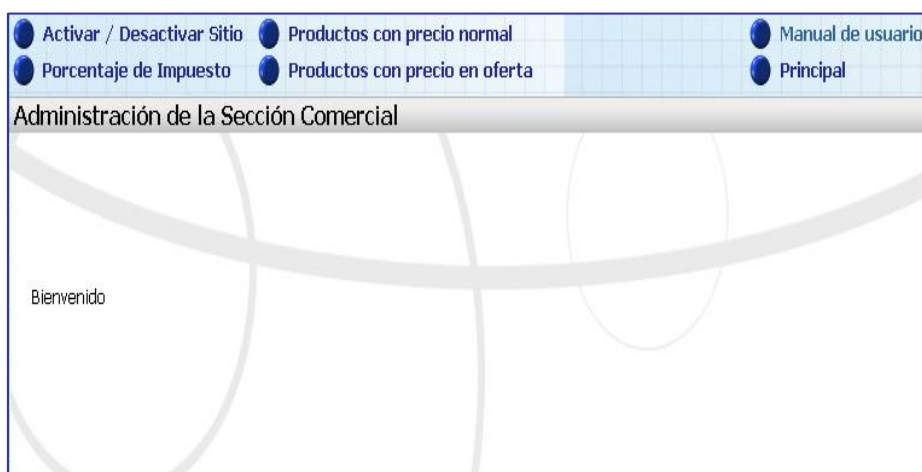 Activar / Desactivar Sitio Productos con precio normal Manual de usuario
Porcentaje de Impuesto Productos con precio en oferta Principal
Administración de la Sección Comercial
Bienvenido